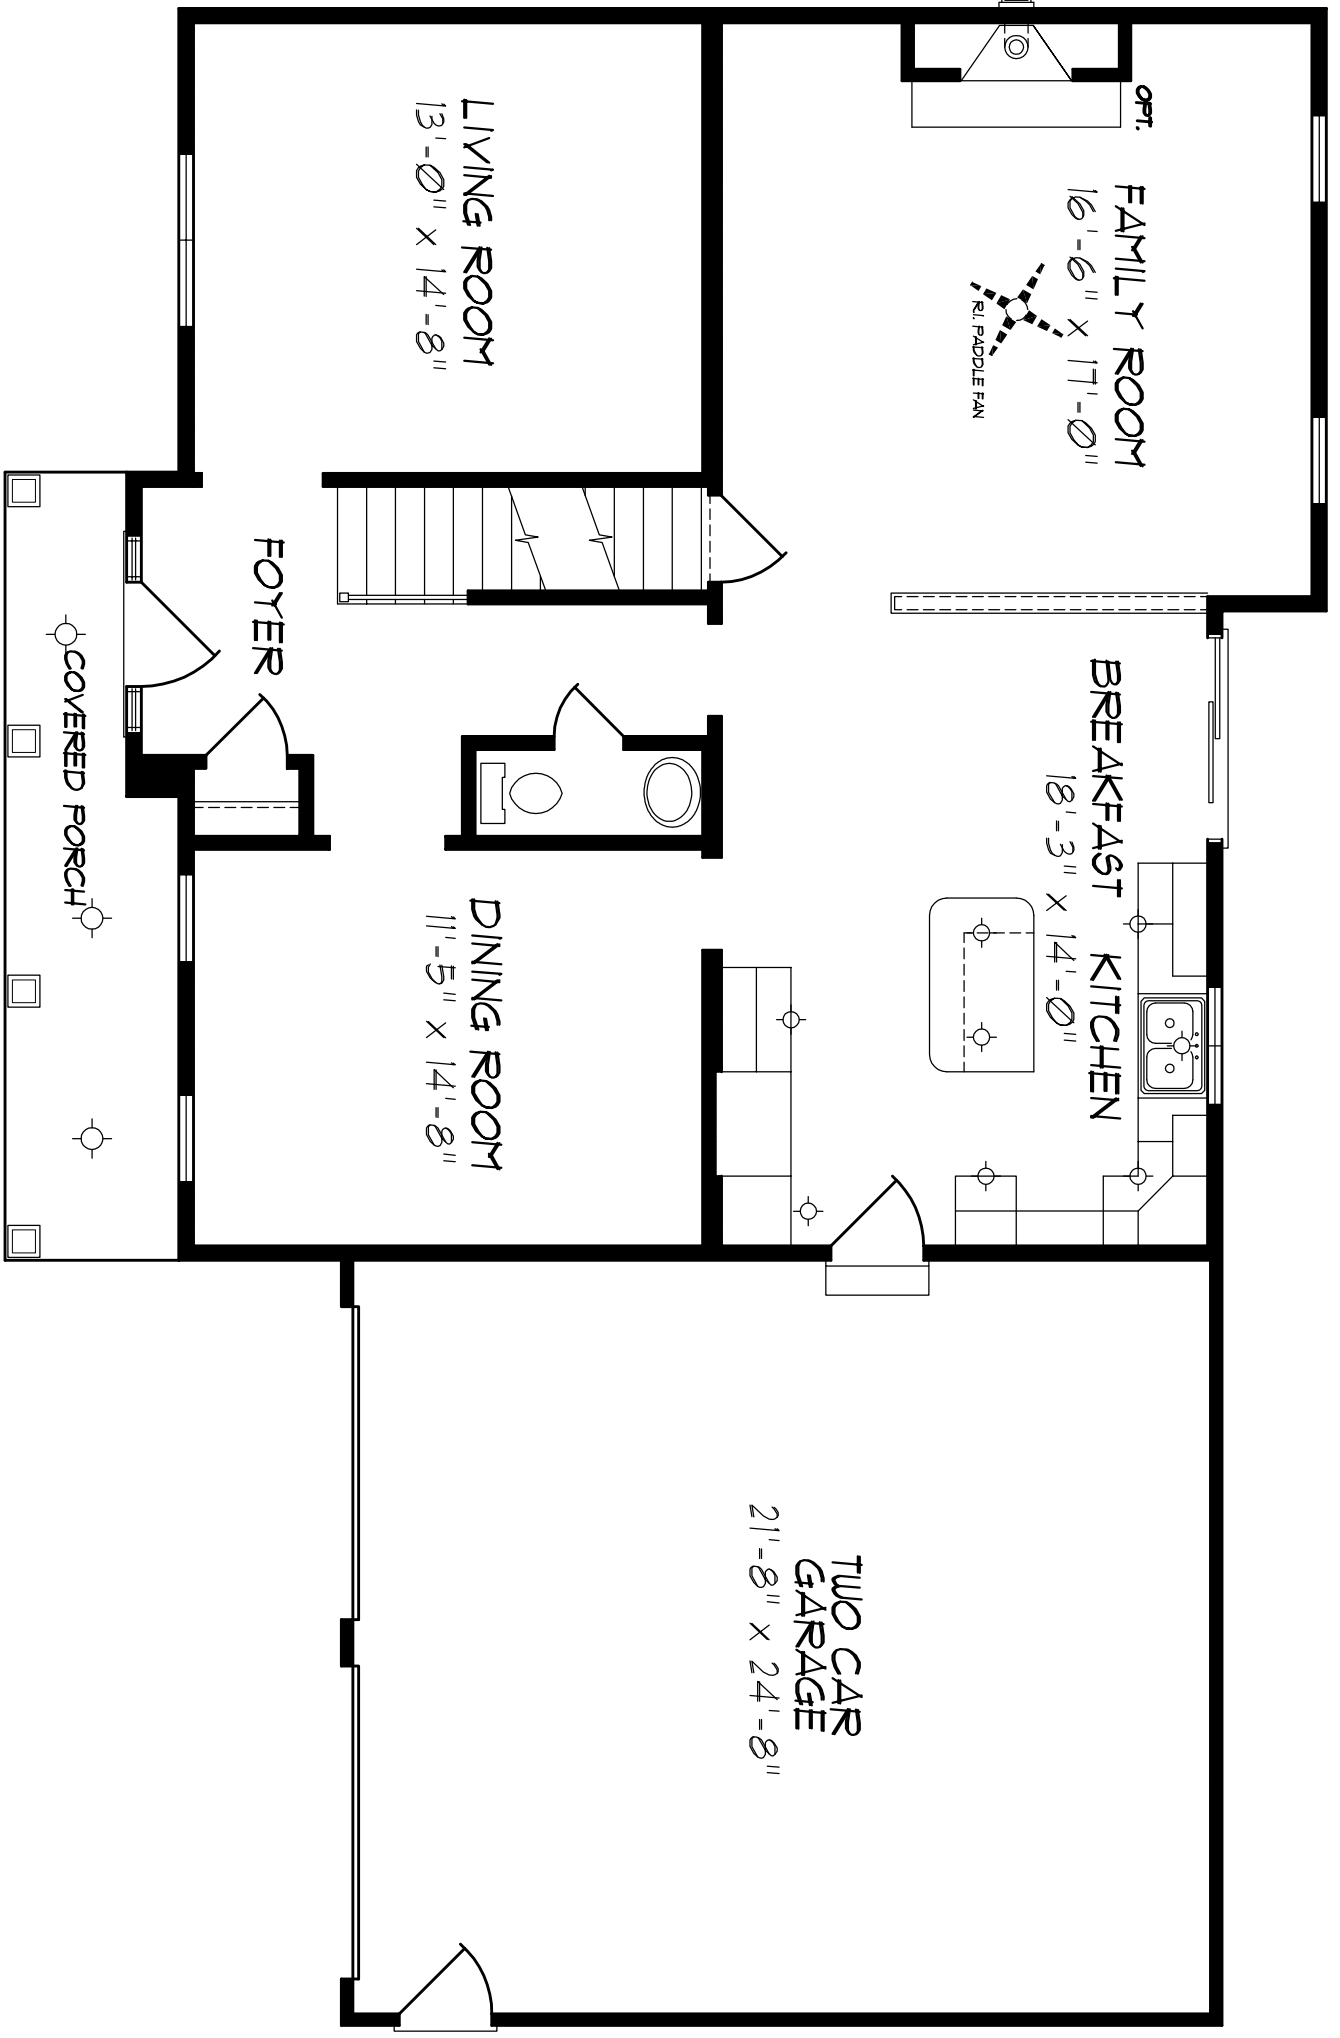 OPT.
FAMILY ROOM
16'-6" x 17'-0"
R.I. PADDLE FAN
BREAKFAST KITCHEN
18'-3" x 14'-0"
LIVING ROOM
13'-0" x 14'-8"
FOYER
DINING ROOM
11'-5" x 14'-8"
COVERED PORCH
TWO CAR
GARAGE
21'-8" x 24'-8"